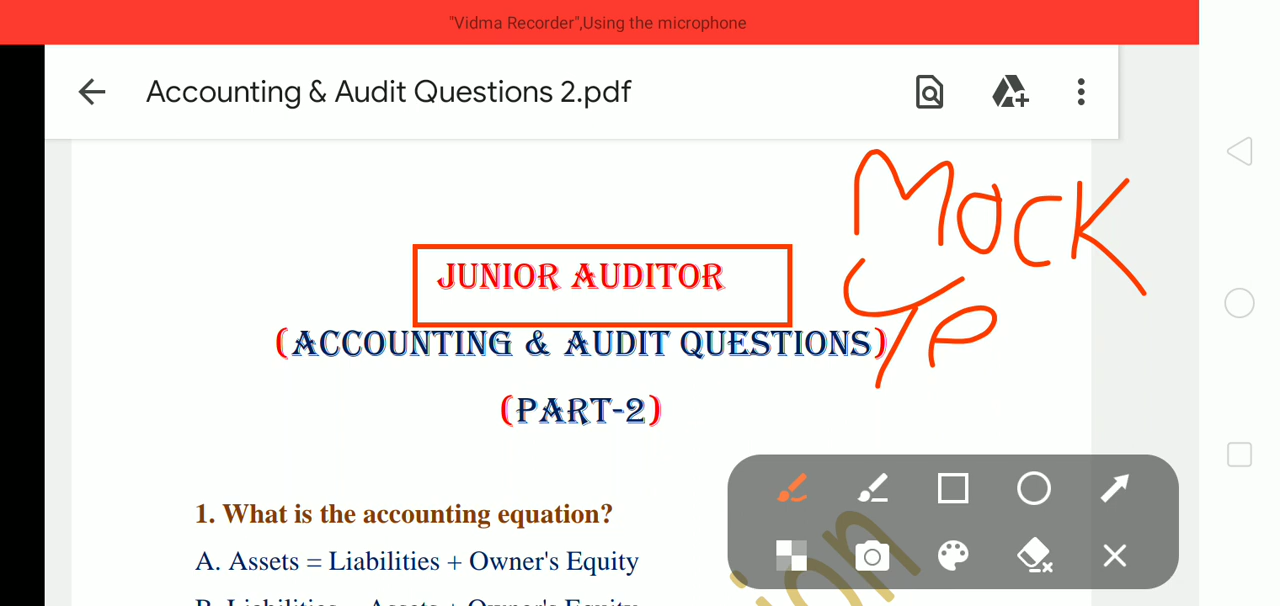 "Vidma Recorder",Using the microphone
Accounting & Audit Questions 2.pdf
MOCK
JUNIOR AUDITOR
(ACCOUNTING & AUDIT QUESTIONS)
(PART-2)
1. What is the accounting equation?
A. Assets = Liabilities + Owner's Equity